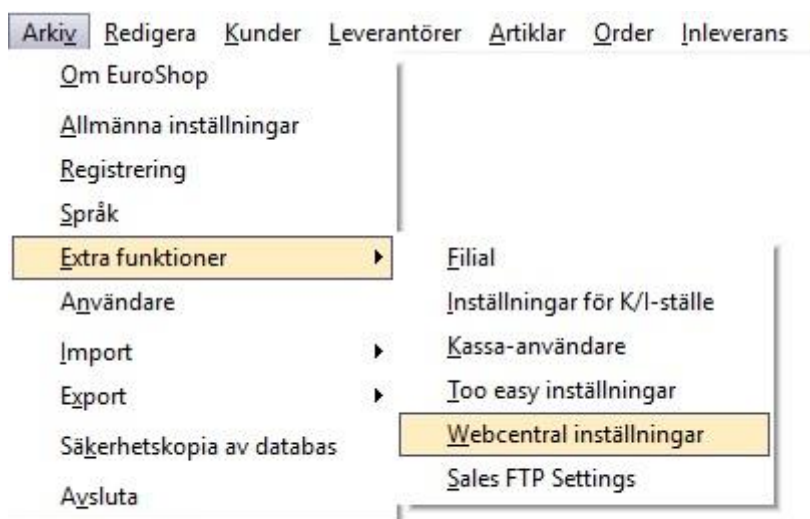 Arkiv Redigera Kunder Leverantörer Artiklar Order Inleverans
Om EuroShop
Allmänna inställningar
Registrering
Språk
Extra funktioner
Användare
Import
Export
Säkerhetskopia av databas
Avsluta
Filial
Inställningar för K/I-ställe
Kassa-användare
Too easy inställningar
Webcentral inställningar
Sales FTP Settings